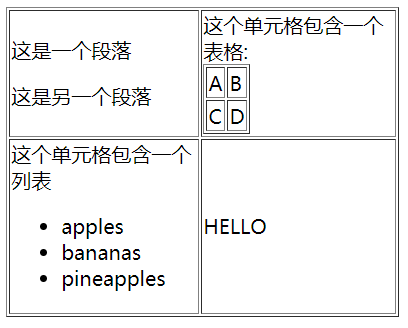 这是一个段落
这是另一个段落
这个单元格包含一个
表格:
A B
C D
这个单元格包含一个
列表
apples
bananas
pineapples
HELLO